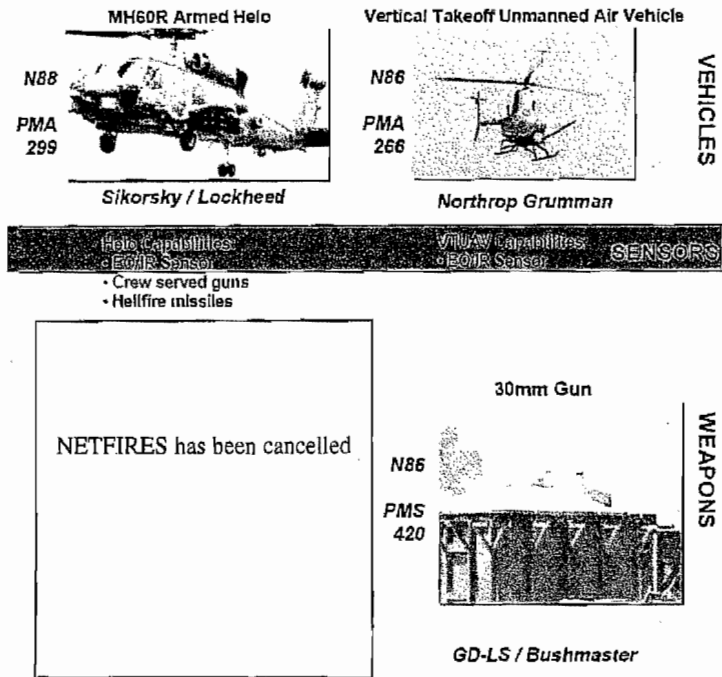 MH60R Armed Helo
Vertical Takeoff Unmanned Air Vehicle
N88
PMA
299
N86
PMA
266
VEHICLES
Sikorsky / Lockheed
Northrop Grumman
Helo Capabilities
• EO/IR Sensor
• Crew served guns
• Hellfire missiles
VTUAV Capabilities
• EO/IR Sensor
SENSORS
NETFIRES has been cancelled
30mm Gun
N86
PMS
420
WEAPONS
GD-LS / Bushmaster